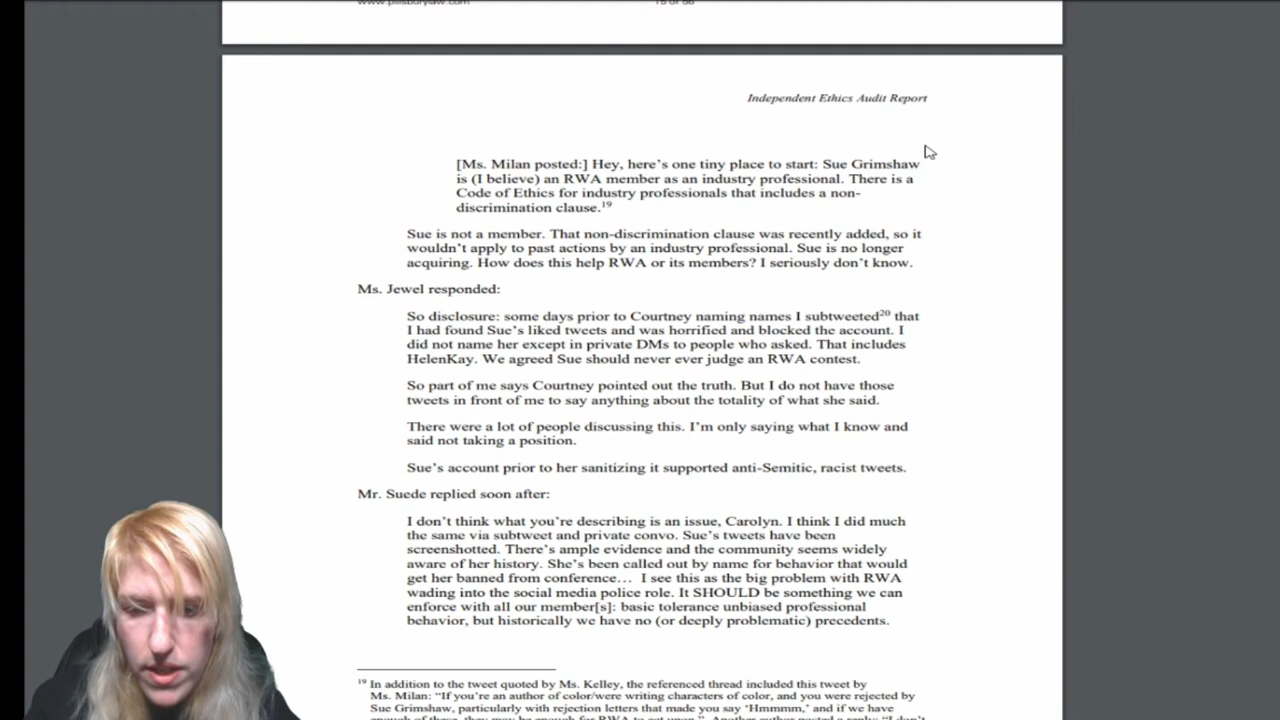 www.pillsburylaw.com 15 of 58
Independent Ethics Audit Report
[Ms. Milan posted:] Hey, here's one tiny place to start: Sue Grimshaw
is (I believe) an RWA member as an industry professional. There is a
Code of Ethics for industry professionals that includes a non-
discrimination clause.19
Sue is not a member. That non-discrimination clause was recently added, so it
wouldn't apply to past actions by an industry professional. Sue is no longer
acquiring. How does this help RWA or its members? I seriously don't know.
Ms. Jewel responded:
So disclosure: some days prior to Courtney naming names I subtweeted20 that
I had found Sue's liked tweets and was horrified and blocked the account. I
did not name her except in private DMs to people who asked. That includes
HelenKay. We agreed Sue should never ever judge an RWA contest.
So part of me says Courtney pointed out the truth. But I do not have those
tweets in front of me to say anything about the totality of what she said.
There were a lot of people discussing this. I'm only saying what I know and
said not taking a position.
Sue's account prior to her sanitizing it supported anti-Semitic, racist tweets.
Mr. Suede replied soon after:
I don't think what you're describing is an issue, Carolyn. I think I did much
the same via subtweet and private convo. Sue's tweets have been
screenshotted. There's ample evidence and the community seems widely
aware of her history. She's been called out by name for behavior that would
get her banned from conference… I see this as the big problem with RWA
wading into the social media police role. It SHOULD be something we can
enforce with all our member[s]: basic tolerance unbiased professional
behavior, but historically we have no (or deeply problematic) precedents.
19 In addition to the tweet quoted by Ms. Kelley, the referenced thread included this tweet by
Ms. Milan: "If you're an author of color/were writing characters of color, and you were rejected by
Sue Grimshaw, particularly with rejection letters that made you say 'Hmmmm,' and if we have